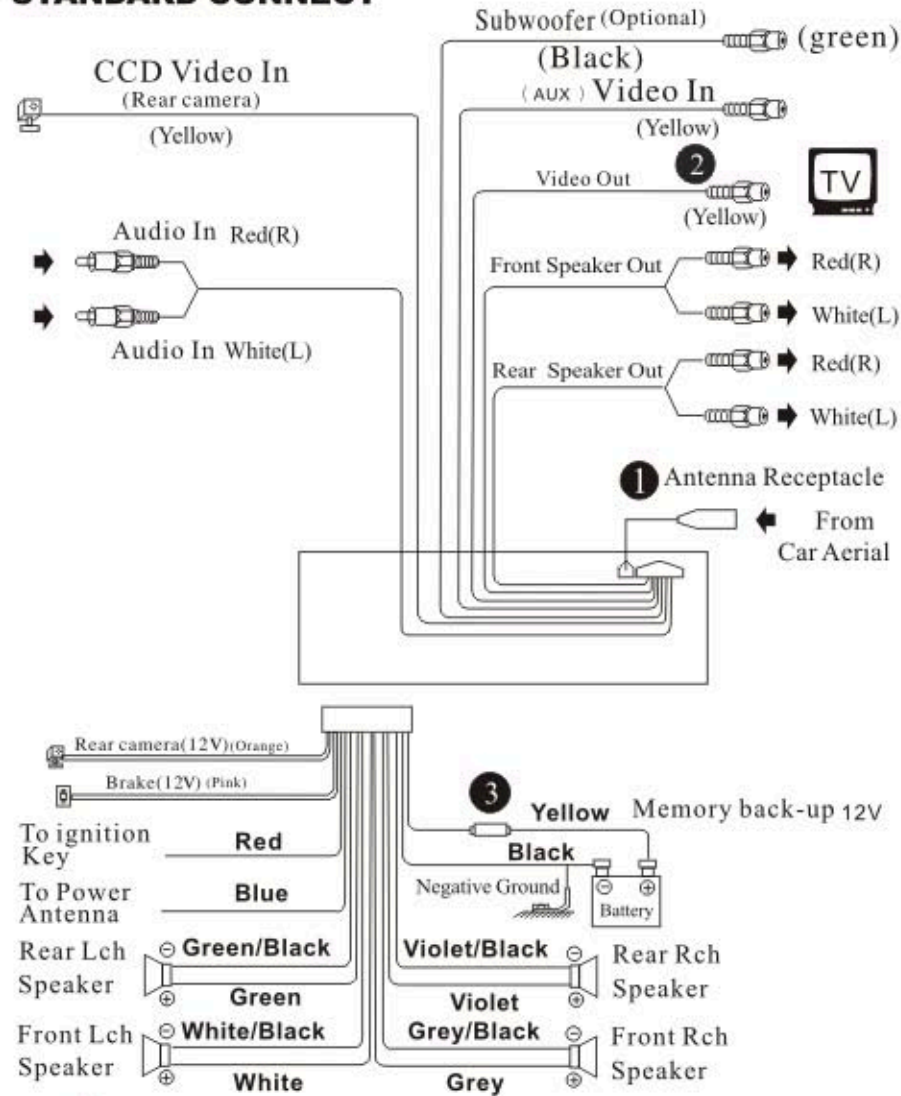 STANDARD CONNECT
Subwoofer (Optional)
(green)
(Black)
CCD Video In
(Rear camera)
(Yellow)
( AUX ) Video In
(Yellow)
2
Video Out
(Yellow)
TV
Audio In Red(R)
Audio In White(L)
Front Speaker Out
Red(R)
White(L)
Rear Speaker Out
Red(R)
White(L)
1 Antenna Receptacle
From
Car Aerial
Rear camera(12V)(Orange)
Brake(12V) (Pink)
To ignition
Key
Red
To Power
Antenna
Blue
3
Yellow
Memory back-up 12V
Black
Negative Ground
Battery
Rear Lch
Speaker
Green/Black
Green
Violet/Black
Violet
Rear Rch
Speaker
Front Lch
Speaker
White/Black
White
Grey/Black
Grey
Front Rch
Speaker